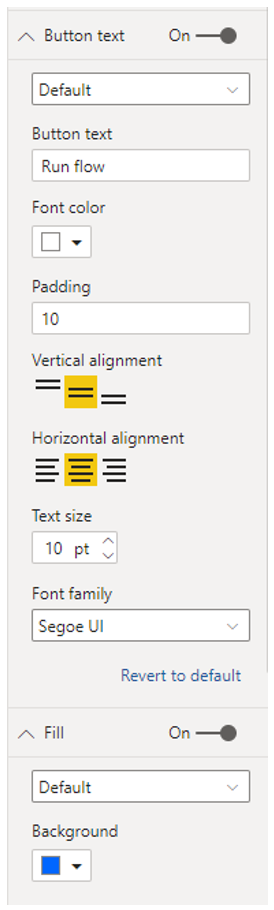 Button text On
Default
Button text
Run flow
Font color
Padding
10
Vertical alignment
Horizontal alignment
Text size
10 pt
Font family
Segoe UI
Revert to default
Fill On
Default
Background